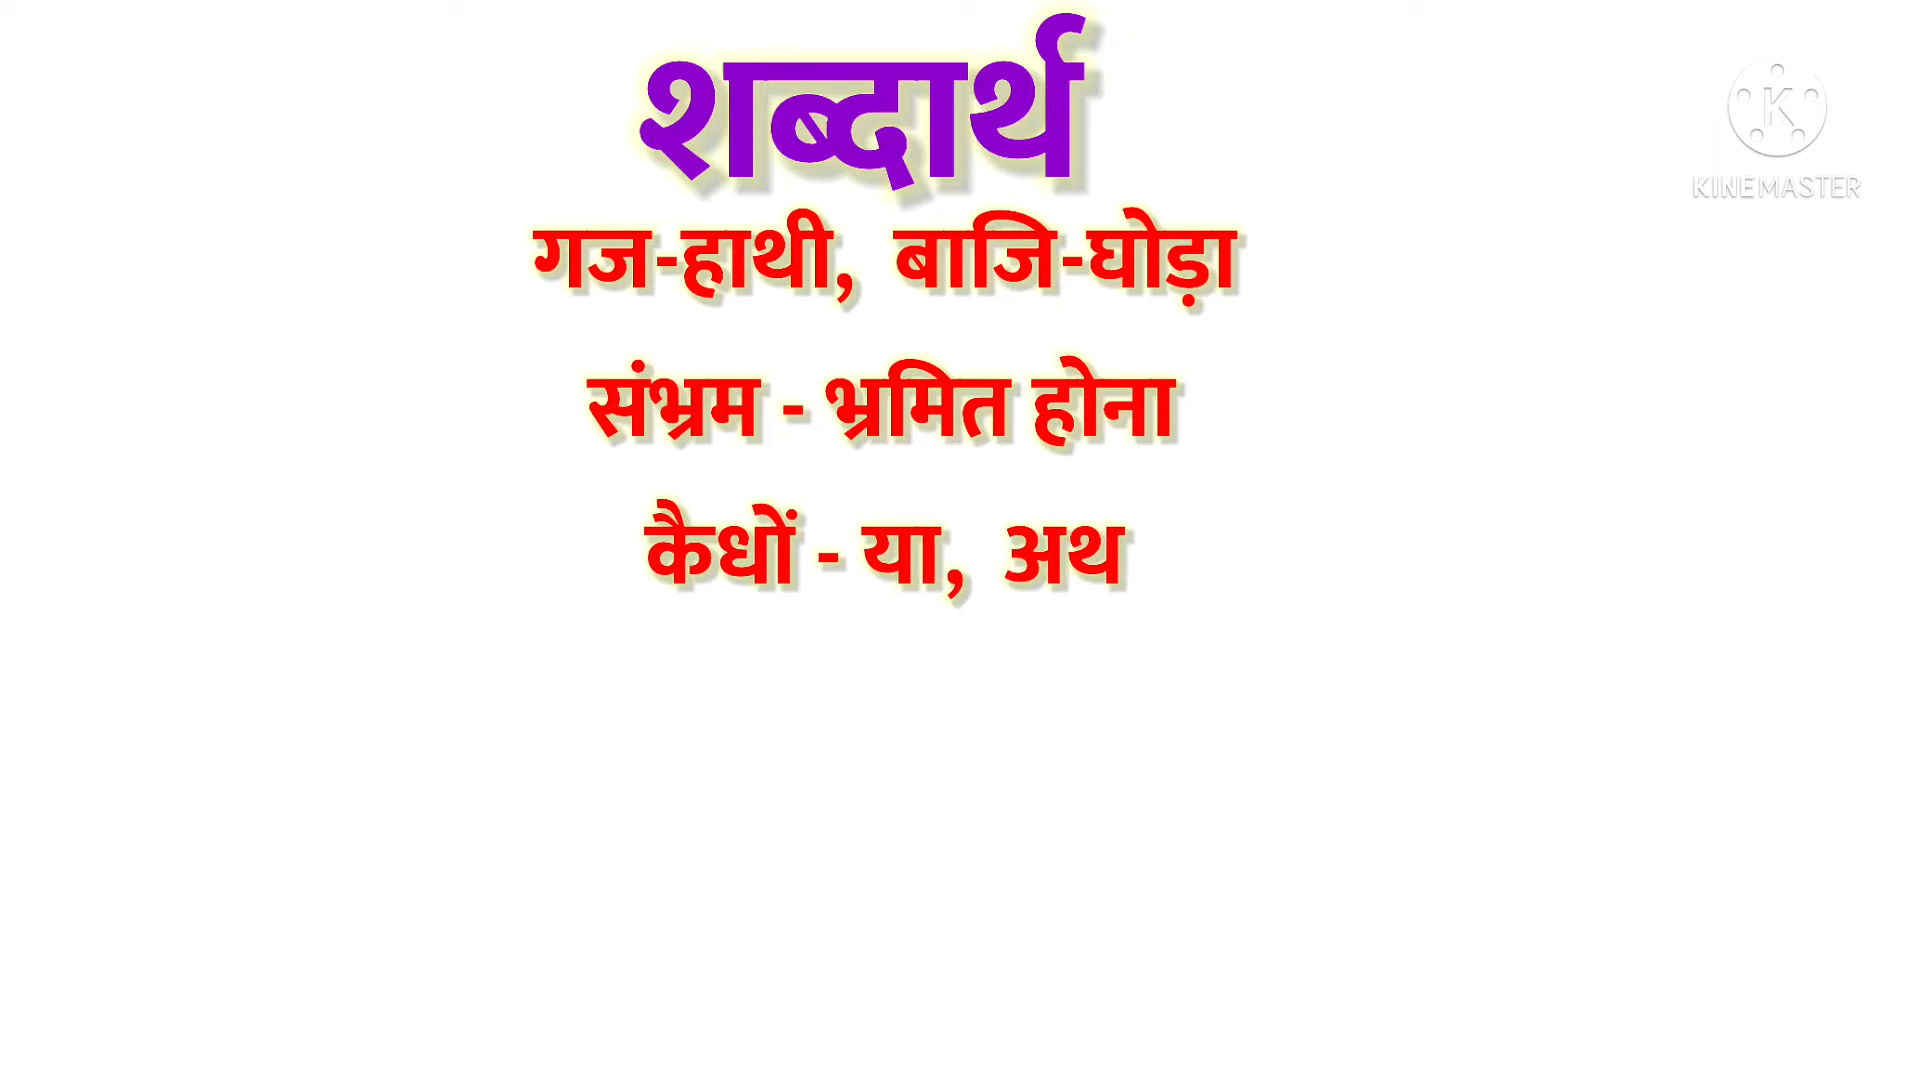 शब्दार्थ
K
KINEMASTER
गज-हाथी, बाजि-घोड़ा
संभ्रम - भ्रमित होना
कैधों - या, अथ